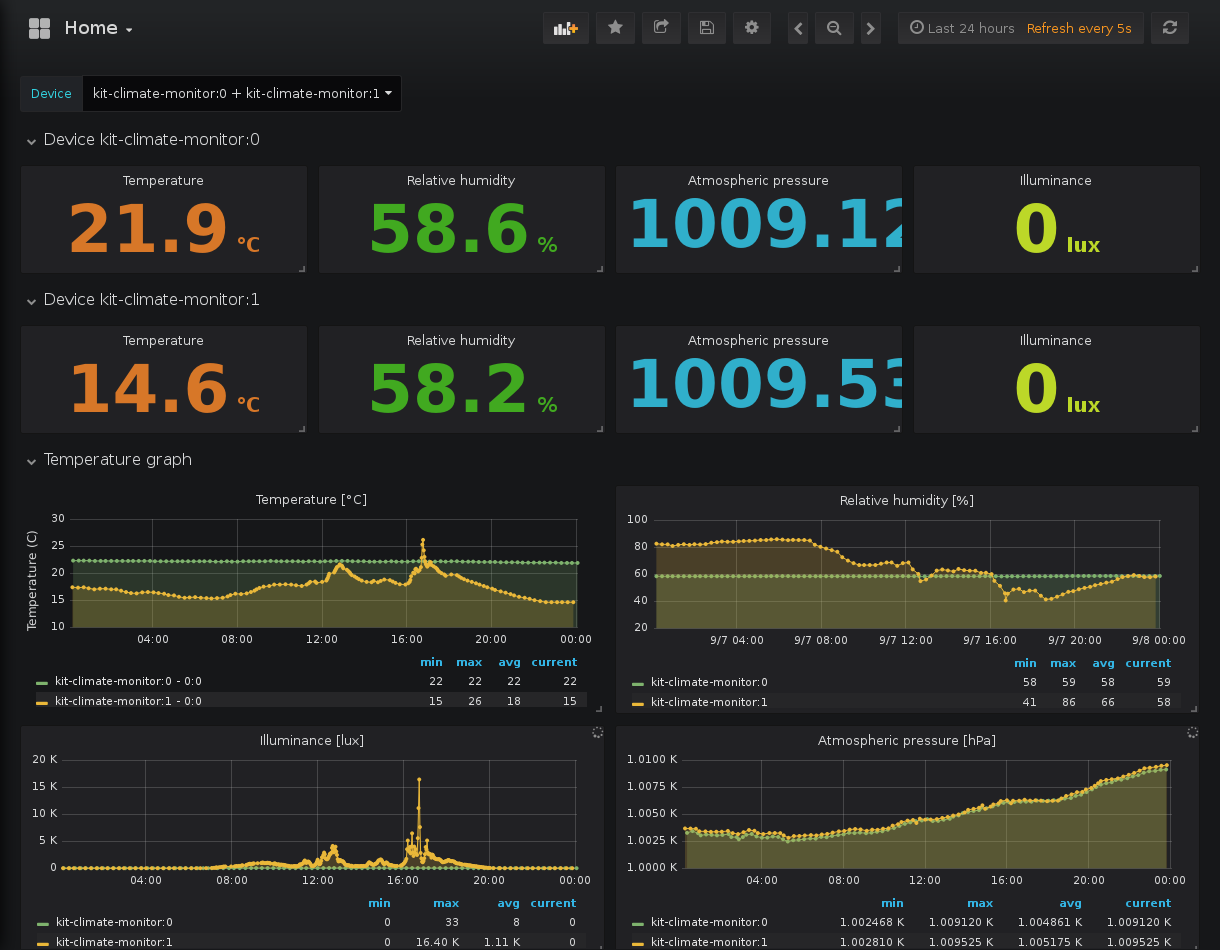 Home
Last 24 hours Refresh every 5s
Device kit-climate-monitor:0 + kit-climate-monitor:1
Device kit-climate-monitor:0
Temperature Relative humidity Atmospheric pressure Illuminance
21.9 °C 58.6 % 1009.12 0 lux
Device kit-climate-monitor:1
Temperature Relative humidity Atmospheric pressure Illuminance
14.6 °C 58.2 % 1009.53 0 lux
Temperature graph
Temperature [°C]
Temperature (C)
30
25
20
15
10
04:00 08:00 12:00 16:00 20:00 00:00
min max avg current
kit-climate-monitor:0 - 0:0 22 22 22 22
kit-climate-monitor:1 - 0:0 15 26 18 15
Relative humidity [%]
100
80
60
40
20
9/7 04:00 9/7 08:00 9/7 12:00 9/7 16:00 9/7 20:00 9/8 00:00
min max avg current
kit-climate-monitor:0 58 59 58 59
kit-climate-monitor:1 41 86 66 58
Illuminance [lux]
20 K
15 K
10 K
5 K
0
04:00 08:00 12:00 16:00 20:00 00:00
min max avg current
kit-climate-monitor:0 0 33 8 0
kit-climate-monitor:1 0 16.40 K 1.11 K 0
Atmospheric pressure [hPa]
1.0100 K
1.0075 K
1.0050 K
1.0025 K
1.0000 K
04:00 08:00 12:00 16:00 20:00 00:00
min max avg current
kit-climate-monitor:0 1.002468 K 1.009120 K 1.004861 K 1.009120 K
kit-climate-monitor:1 1.002810 K 1.009525 K 1.005175 K 1.009525 K